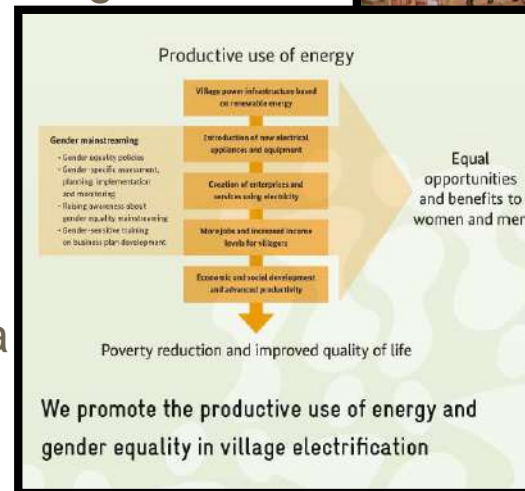 Productive use of energy
Village power infrastructure based
on renewable energy
Gender mainstreaming
- Gender equality policies
- Gender-specific assessment,
planning, implementation
and monitoring
- Raising awareness about
gender equality mainstreaming
- Gender-sensitive training
on business plan development
Introduction of new electrical
appliances and equipment
Creation of enterprises and
services using electricity
More jobs and increased income
levels for villagers
Economic and social development
and advanced productivity
Equal
opportunities
and benefits to
women and men
a
Poverty reduction and improved quality of life
We promote the productive use of energy and
gender equality in village electrification